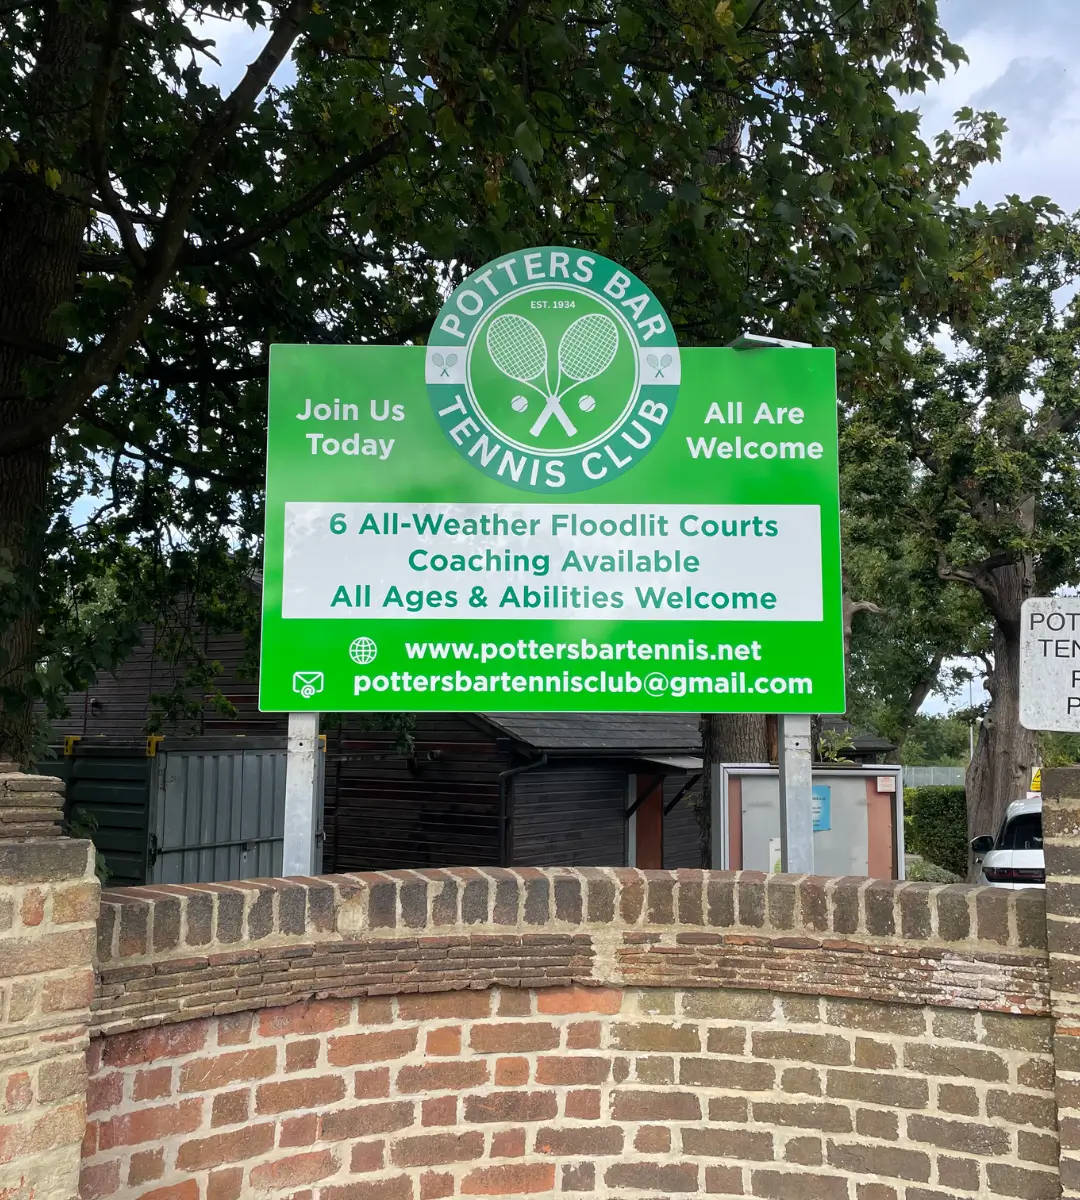 POTTERS BAR
EST. 1934
TENNIS CLUB
Join Us
Today
All Are
Welcome
6 All-Weather Floodlit Courts
Coaching Available
All Ages & Abilities Welcome
www.pottersbartennis.net
pottersbartennisclub@gmail.com